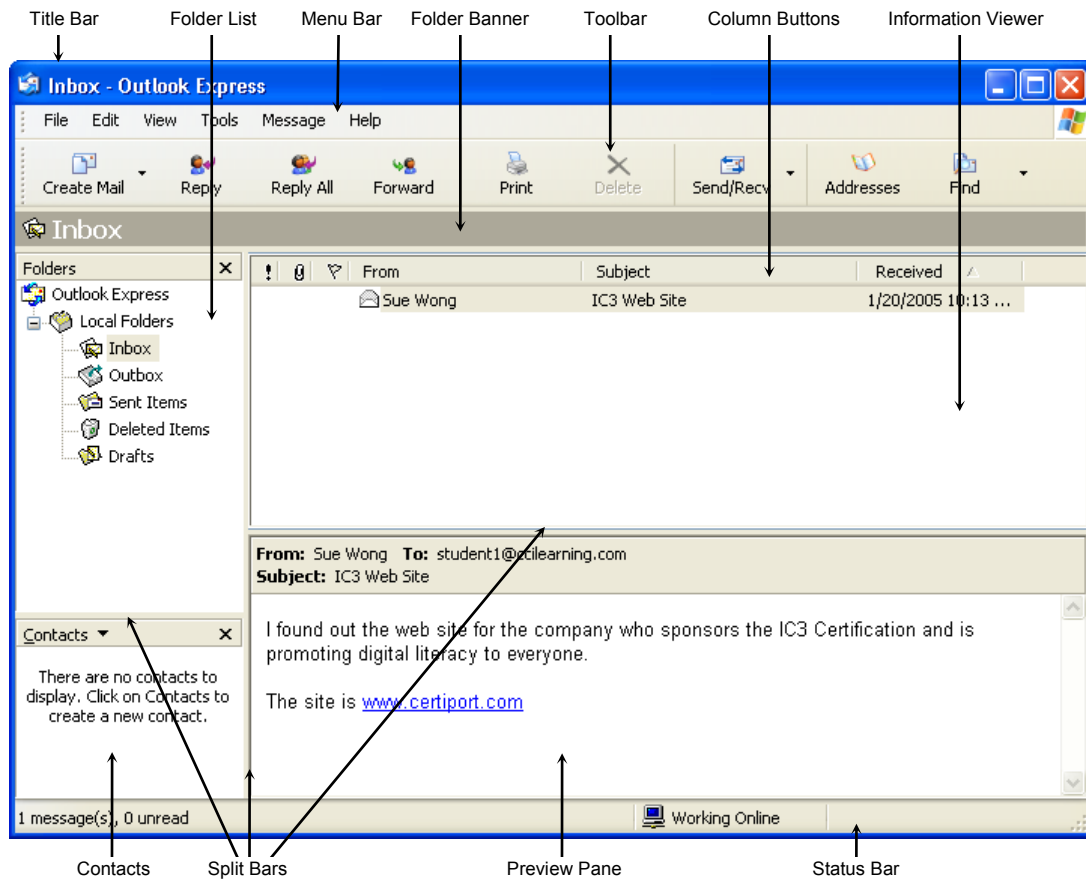 Title Bar Folder List Menu Bar Folder Banner Toolbar Column Buttons Information Viewer
Inbox - Outlook Express
File Edit View Tools Message Help
Create Mail Reply Reply All Forward Print Delete Send/Recv Addresses Find
Inbox
Folders
Outlook Express
Local Folders
Inbox
Outbox
Sent Items
Deleted Items
Drafts
! From Subject Received
Sue Wong IC3 Web Site 1/20/2005 10:13 ...
From: Sue Wong To: student1@ctilearning.com
Subject: IC3 Web Site
I found out the web site for the company who sponsors the IC3 Certification and is
promoting digital literacy to everyone.
The site is www.certiport.com
Contacts
There are no contacts to
display. Click on Contacts to
create a new contact.
1 message(s), 0 unread Working Online
Contacts Split Bars Preview Pane Status Bar